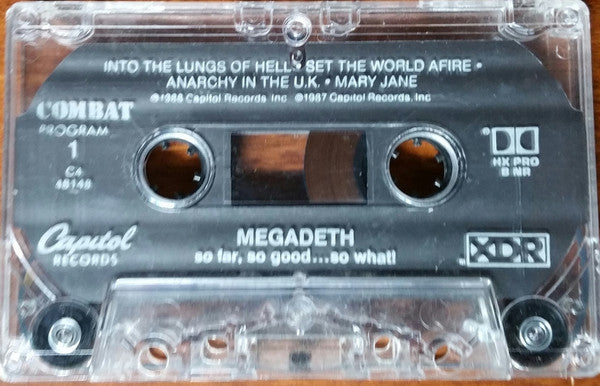 INTO THE LUNGS OF HELL • SET THE WORLD AFIRE •
ANARCHY IN THE U.K. • MARY JANE
℗1988 Capitol Records, Inc. ©1987 Capitol Records, Inc.
COMBAT
PROGRAM
1
C4
48148
HX PRO
B NR
Capitol
RECORDS
MEGADETH
so far, so good...so what!
XDR